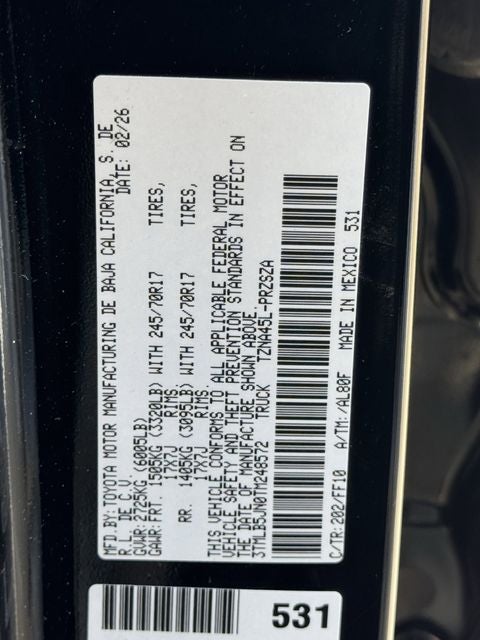 MFD.BY:TOYOTA MOTOR MANUFACTURING DE BAJA CALIFORNIA, S. DE
R.L. DE C.V. DATE: 02/26
GVWR: 2725KG (6005LB)
GAWR: FRT. 1505KG (3320LB) WITH 245/70R17 TIRES,
17X7J RIMS,
RR. 1405KG (3095LB) WITH 245/70R17 TIRES,
17X7J RIMS.
THIS VEHICLE CONFORMS TO ALL APPLICABLE FEDERAL MOTOR
VEHICLE SAFETY AND THEFT PREVENTION STANDARDS IN EFFECT ON
THE DATE OF MANUFACTURE SHOWN ABOVE.
3TMLB5JN0TM248572 TRUCK TZNA45L-PRZSZA
C/TR:202/FF10 A/TM:/AL80F MADE IN MEXICO 531
531